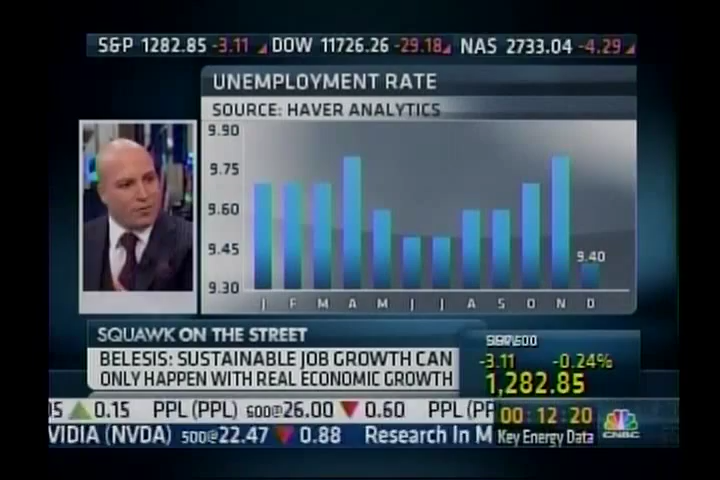 S&P 1282.85 -3.11 DOW 11726.26 -29.18 NAS 2733.04 -4.29
UNEMPLOYMENT RATE
SOURCE: HAVER ANALYTICS
9.90
9.75
9.60
9.45
9.30
9.40
J F M A M J J A S O N D
SQUAWK ON THE STREET
BELESIS: SUSTAINABLE JOB GROWTH CAN
ONLY HAPPEN WITH REAL ECONOMIC GROWTH
-3.11 -0.24%
1,282.85
05 0.15 PPL (PPL) 600@26.00 0.60 PPL (PP
VIDIA (NVDA) 500@22.47 0.88 Research In M
00:12:20
Key Energy Data
CNBC